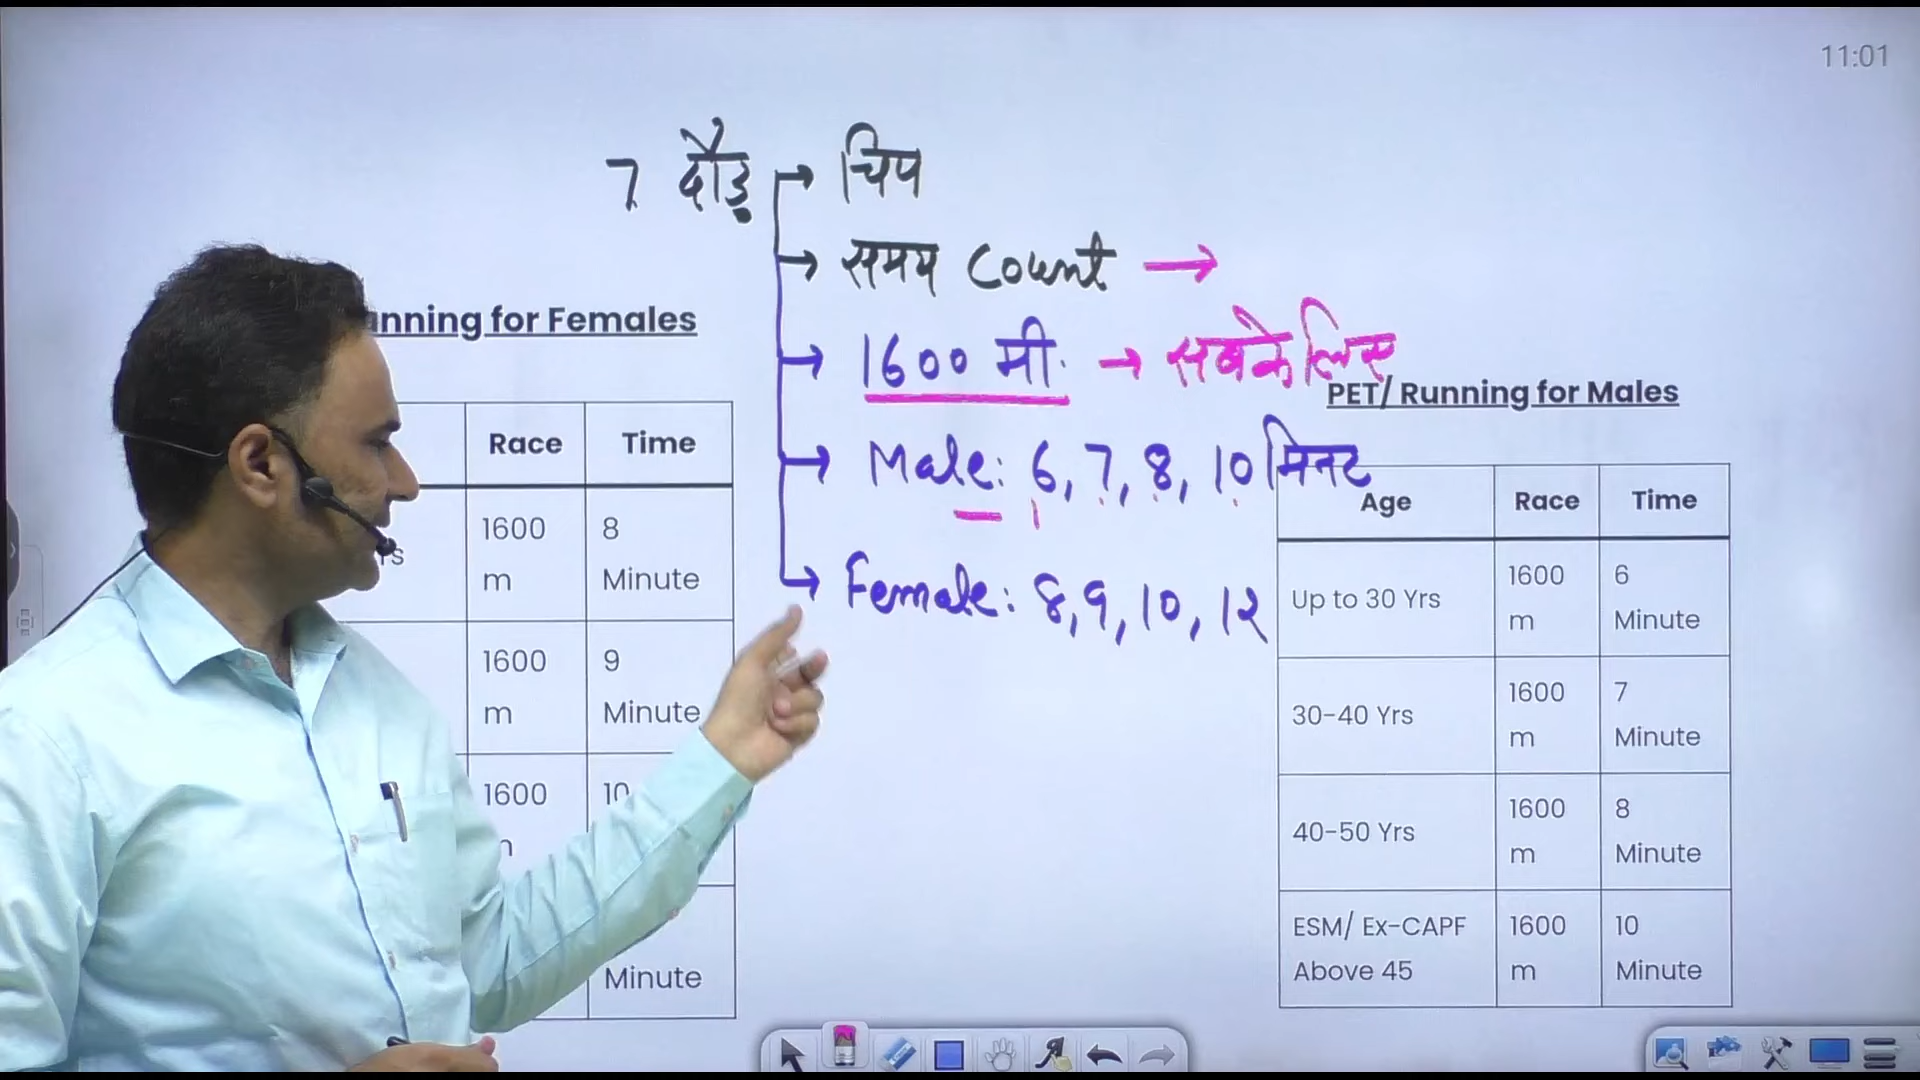 11:01
7 दौड़ → चिप
→ समय Count →
→ 1600 मी. → सबके लिए
→ Male: 6, 7, 8, 10 मिनट
→ Female: 8, 9, 10, 12
nning for Females
Race Time
1600 m 8 Minute
1600 m 9 Minute
1600 10
Minute
PET/ Running for Males
Age Race Time
Up to 30 Yrs 1600 m 6 Minute
30-40 Yrs 1600 m 7 Minute
40-50 Yrs 1600 m 8 Minute
ESM/ Ex-CAPF Above 45 1600 m 10 Minute